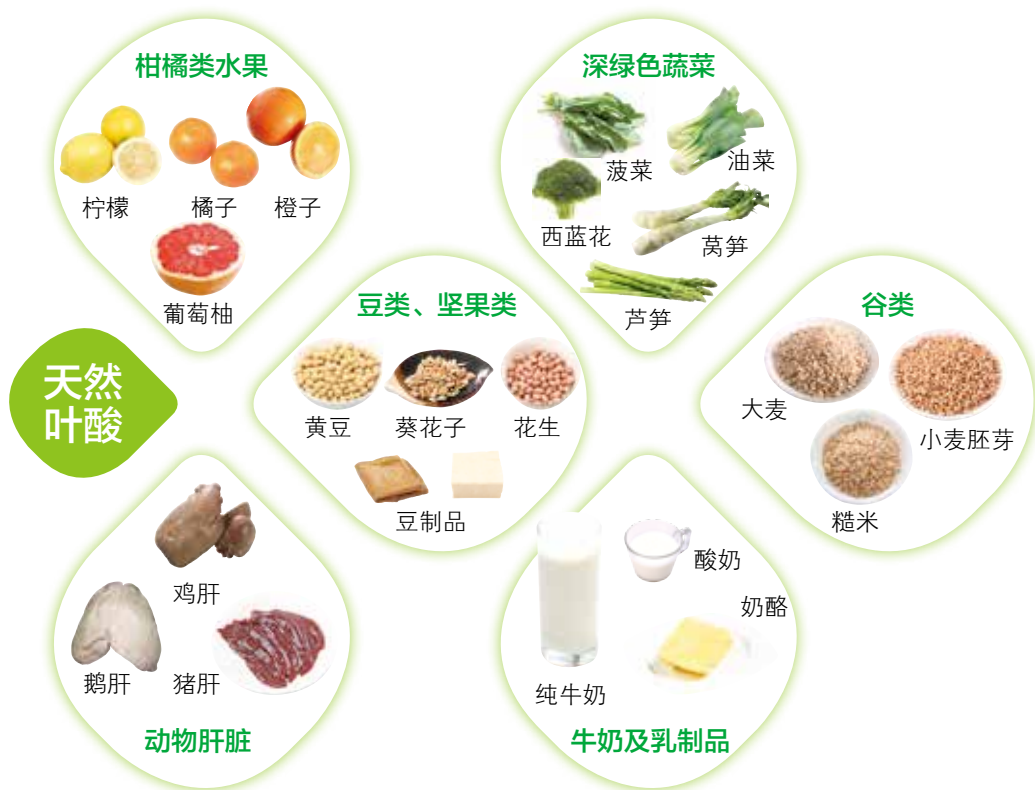 天然
叶酸
柑橘类水果
柠檬
橘子
橙子
葡萄柚
深绿色蔬菜
菠菜
油菜
西蓝花
莴笋
芦笋
豆类、坚果类
黄豆
葵花子
花生
豆制品
谷类
大麦
小麦胚芽
糙米
鸡肝
鹅肝
猪肝
动物肝脏
酸奶
奶酪
纯牛奶
牛奶及乳制品